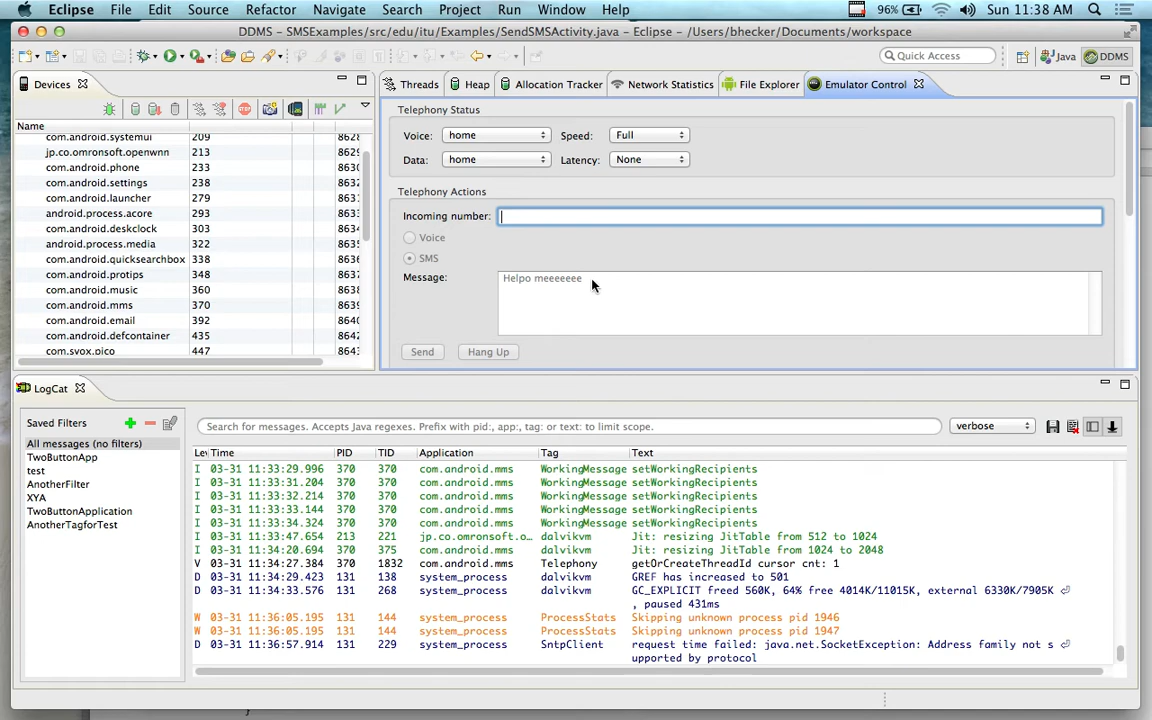 Eclipse File Edit Source Refactor Navigate Search Project Run Window Help 96% Sun 11:38 AM
DDMS - SMSExamples/src/edu/itu/Examples/SendSMSActivity.java - Eclipse - /Users/bhecker/Documents/workspace
Quick Access Java DDMS
Devices
Name
com.android.systemui 209 8628
jp.co.omronsoft.openwnn 213 8629
com.android.phone 233 8630
com.android.settings 238 8631
com.android.launcher 279 8632
android.process.acore 293 8633
com.android.deskclock 303 8634
android.process.media 322 8635
com.android.quicksearchbox 338 8636
com.android.protips 348 8637
com.android.music 360 8638
com.android.mms 370 8639
com.android.email 392 8640
com.android.defcontainer 435 8641
com.svox.pico 447 8643
Threads Heap Allocation Tracker Network Statistics File Explorer Emulator Control
Telephony Status
Voice: home Speed: Full
Data: home Latency: None
Telephony Actions
Incoming number:
Voice
SMS
Message: Helpo meeeeeee
Send Hang Up
LogCat
Saved Filters
All messages (no filters)
TwoButtonApp
test
AnotherFilter
XYA
TwoButtonApplication
AnotherTagforTest
Search for messages. Accepts Java regexes. Prefix with pid:, app:, tag: or text: to limit scope. verbose
Time PID TID Application Tag Text
I 03-31 11:33:29.996 370 370 com.android.mms WorkingMessage setWorkingRecipients
I 03-31 11:33:31.204 370 370 com.android.mms WorkingMessage setWorkingRecipients
I 03-31 11:33:32.214 370 370 com.android.mms WorkingMessage setWorkingRecipients
I 03-31 11:33:33.144 370 370 com.android.mms WorkingMessage setWorkingRecipients
I 03-31 11:33:34.324 370 370 com.android.mms WorkingMessage setWorkingRecipients
D 03-31 11:33:47.654 213 221 jp.co.omronsoft.o... dalvikvm Jit: resizing JitTable from 512 to 1024
I 03-31 11:34:20.694 370 375 com.android.mms dalvikvm Jit: resizing JitTable from 1024 to 2048
V 03-31 11:34:27.384 370 1832 com.android.mms Telephony getOrCreateThreadId cursor cnt: 1
D 03-31 11:34:29.423 131 138 system_process dalvikvm GREF has increased to 501
D 03-31 11:34:33.576 131 268 system_process dalvikvm GC_EXPLICIT freed 560K, 64% free 4014K/11015K, external 6330K/7905K
, paused 431ms
W 03-31 11:36:05.195 131 144 system_process ProcessStats Skipping unknown process pid 1946
W 03-31 11:36:05.195 131 144 system_process ProcessStats Skipping unknown process pid 1947
D 03-31 11:36:57.914 131 229 system_process SntpClient request time failed: java.net.SocketException: Address family not s
upported by protocol